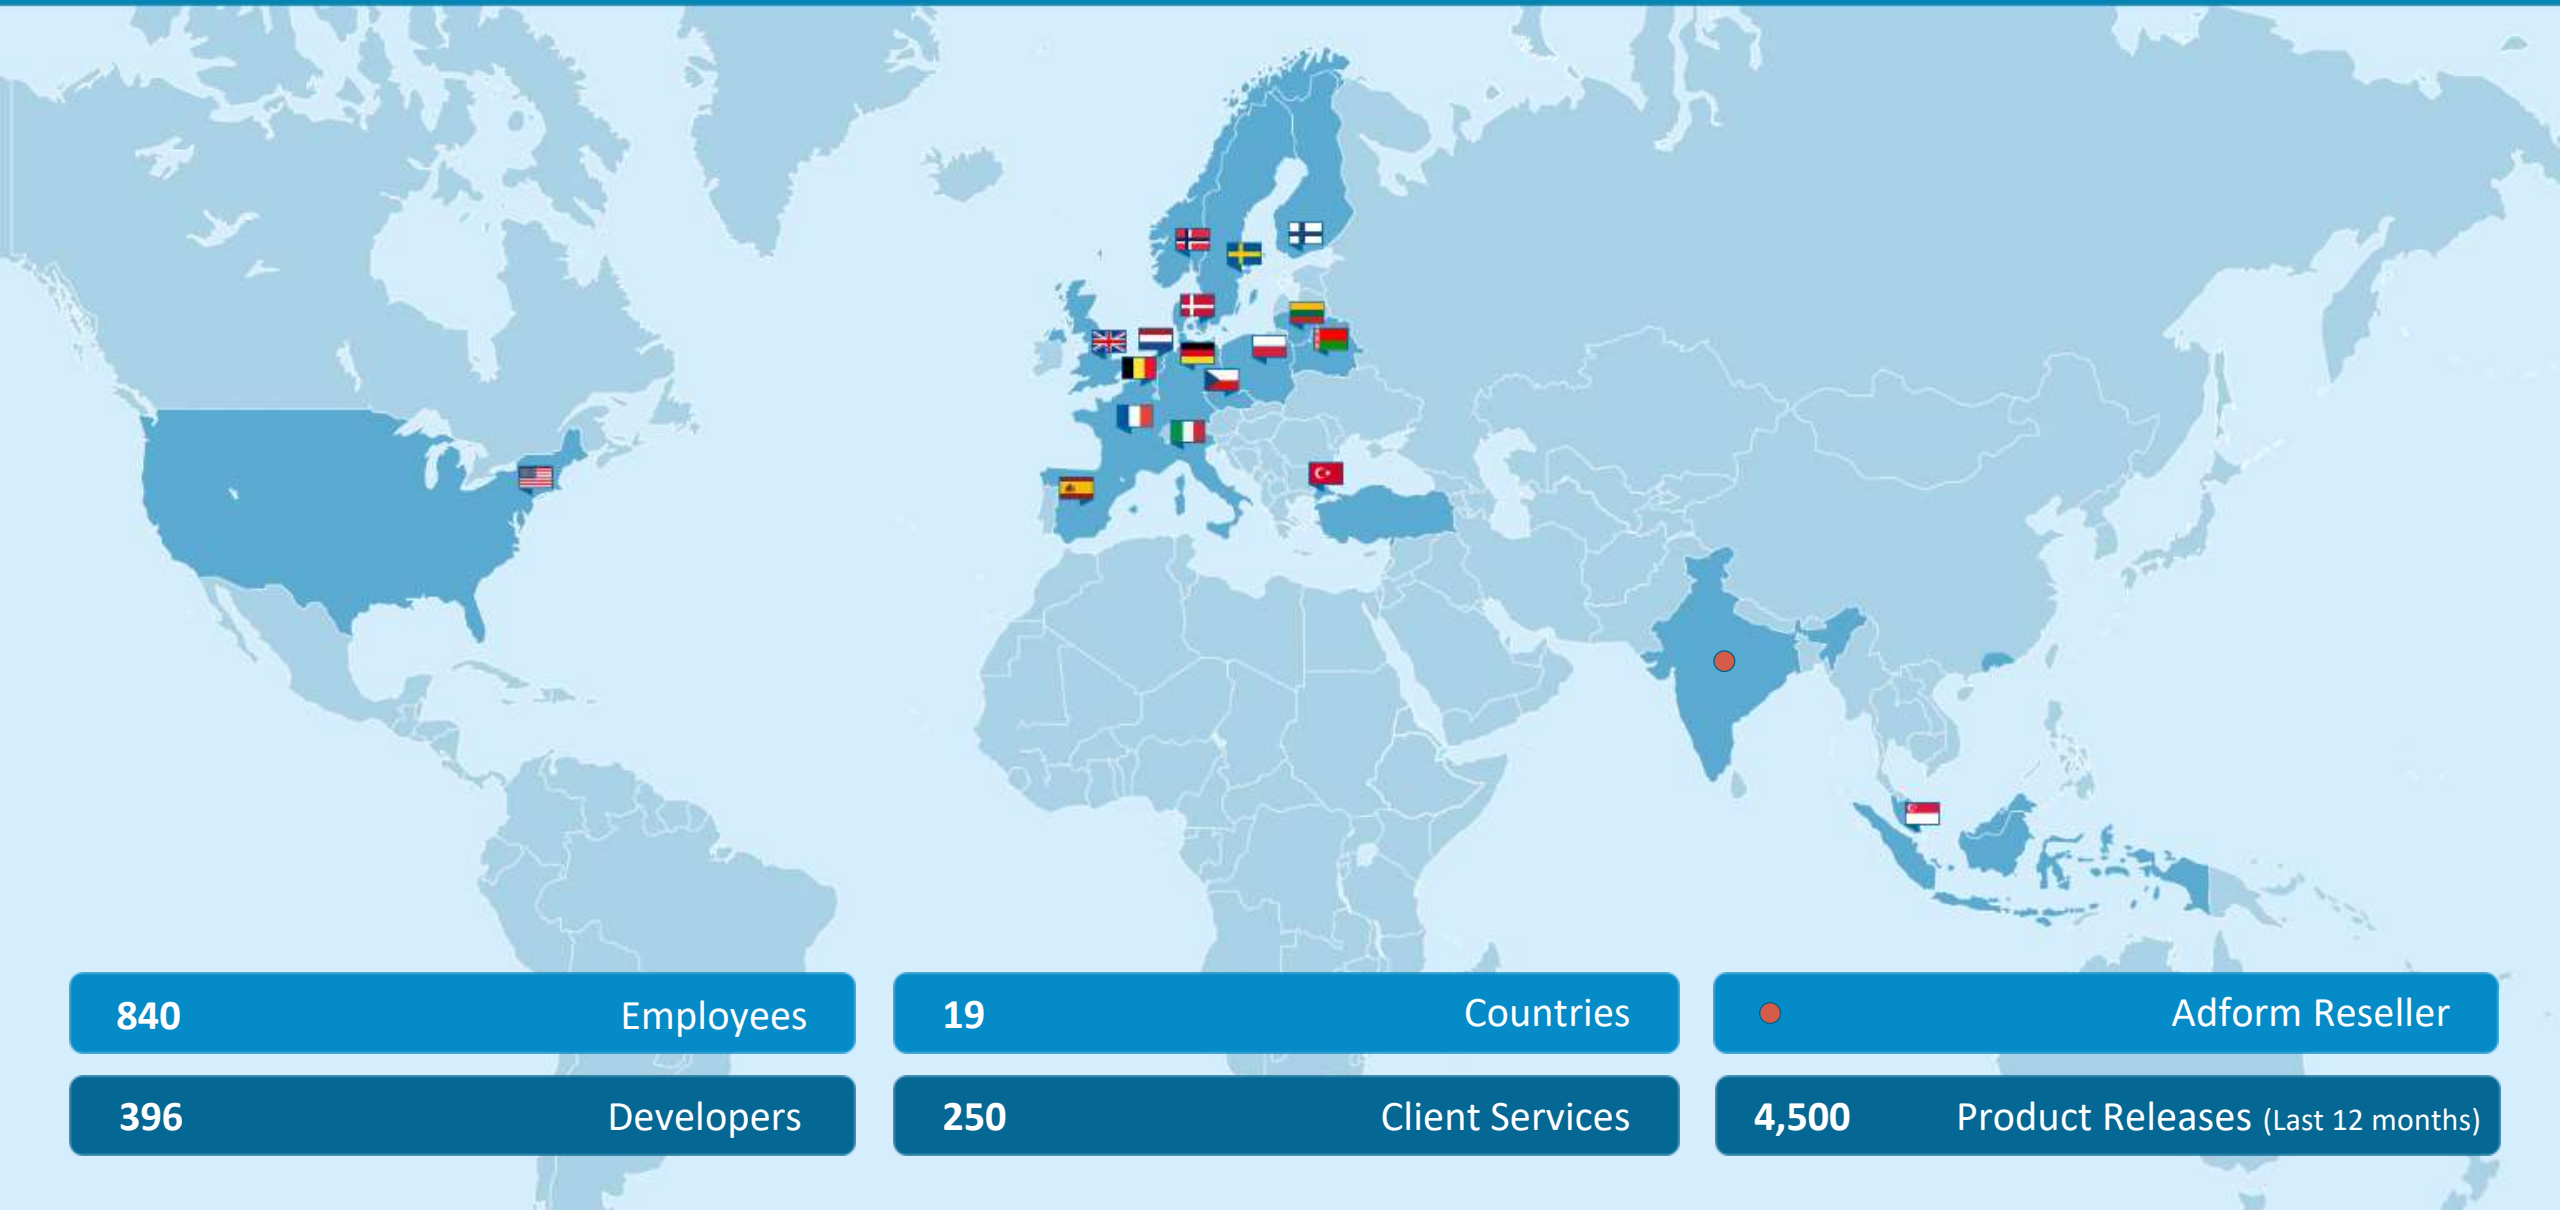 840 Employees
19 Countries
Adform Reseller
396 Developers
250 Client Services
4,500 Product Releases (Last 12 months)